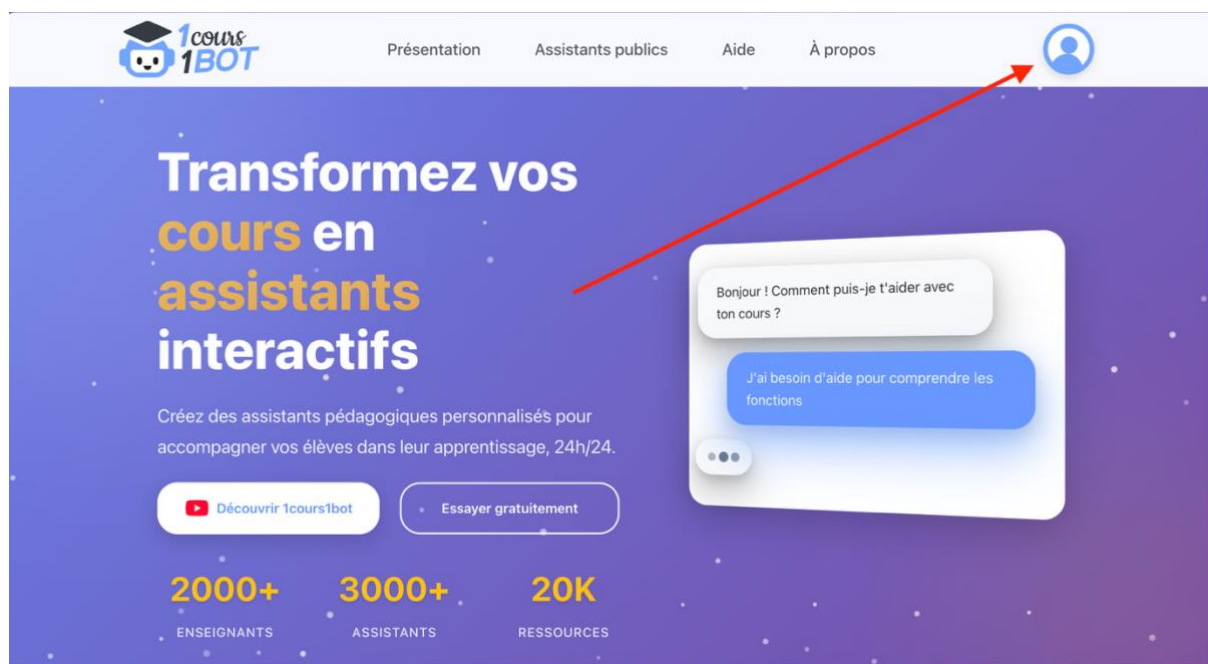 1cours
1BOT
Présentation Assistants publics Aide À propos
Transformez vos
cours en
assistants
interactifs
Créez des assistants pédagogiques personnalisés pour
accompagner vos élèves dans leur apprentissage, 24h/24.
Découvrir 1cours1bot Essayer gratuitement
2000+ 3000+ 20K
ENSEIGNANTS ASSISTANTS RESSOURCES
Bonjour ! Comment puis-je t'aider avec
ton cours ?
J'ai besoin d'aide pour comprendre les
fonctions